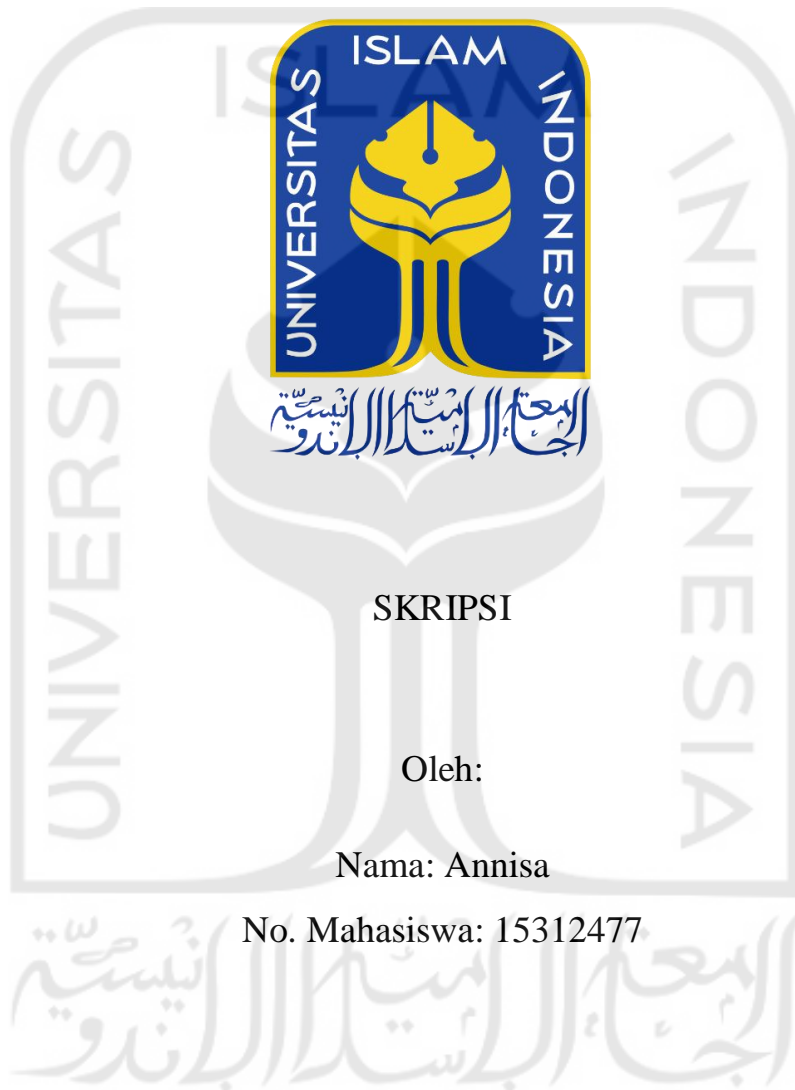 UNIVERSITAS
ISLAM
INDONESIA
الجامعة الإسلامية الإندونيسية
SKRIPSI
Oleh:
Nama: Annisa
No. Mahasiswa: 15312477